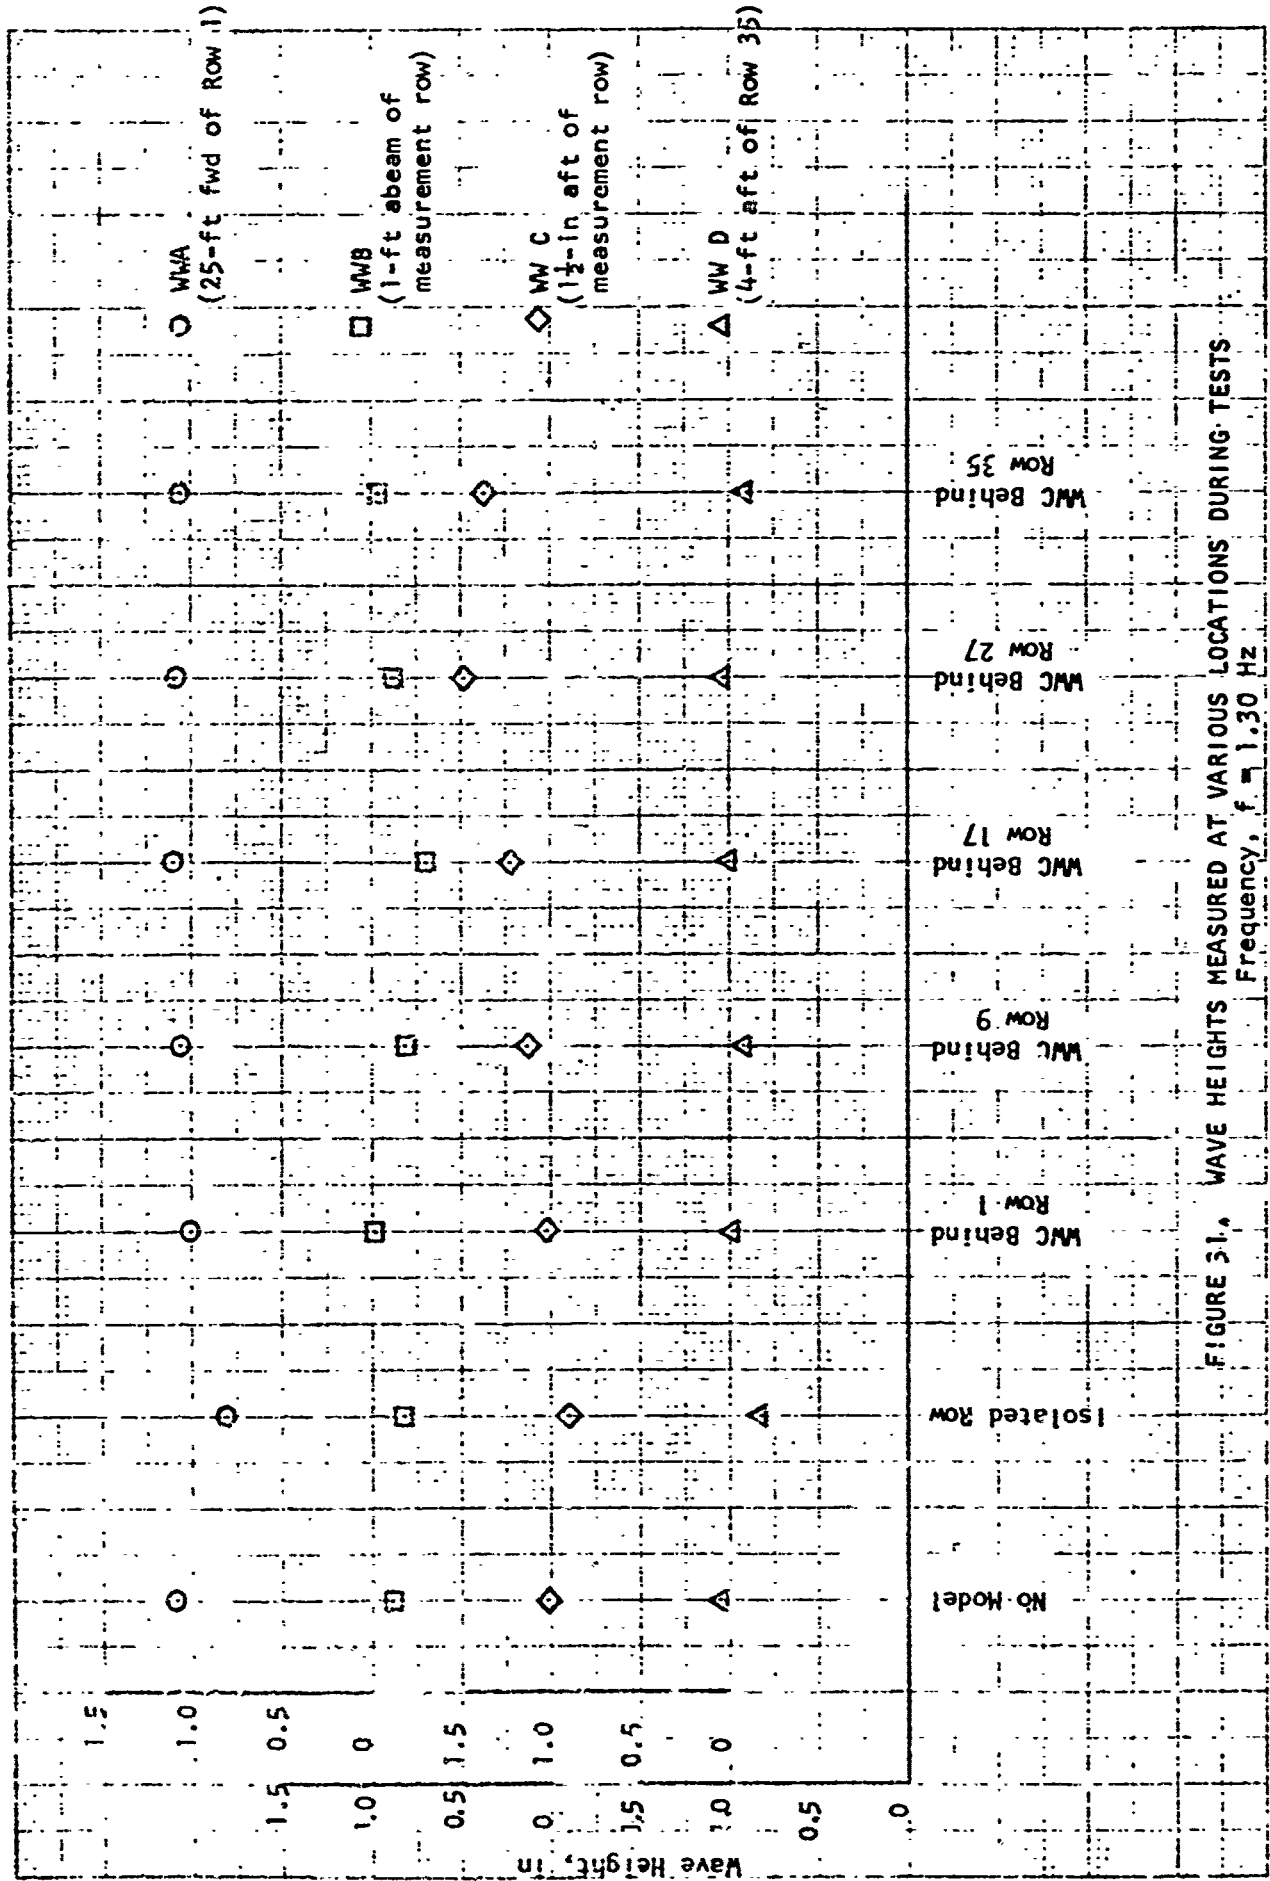 WWA
(25-ft fwd of Row 1)
WWB
(1-ft abeam of
measurement row)
WW C
(1½-in aft of
measurement row)
WW D
(4-ft aft of Row 35)
Wave Height, in
1.5
1.0
0.5
0
1.5
1.0
0.5
0
1.5
1.0
0.5
0
1.5
1.0
0.5
0
No Model
Isolated Row
WWC Behind
Row 1
WWC Behind
Row 9
WWC Behind
Row 17
WWC Behind
Row 27
WWC Behind
Row 35
FIGURE 31. WAVE HEIGHTS MEASURED AT VARIOUS LOCATIONS DURING TESTS
Frequency, f = 1.30 Hz